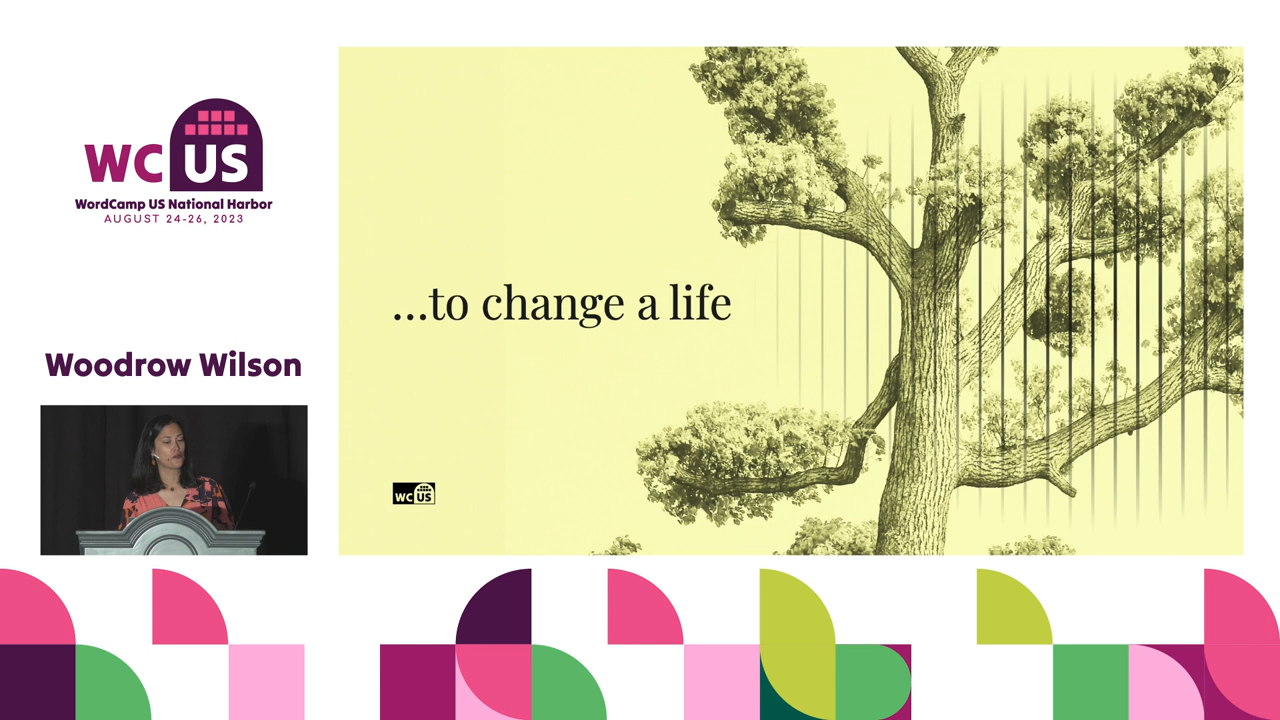 WC US
WordCamp US National Harbor
AUGUST 24-26, 2023
Woodrow Wilson
...to change a life
WC US